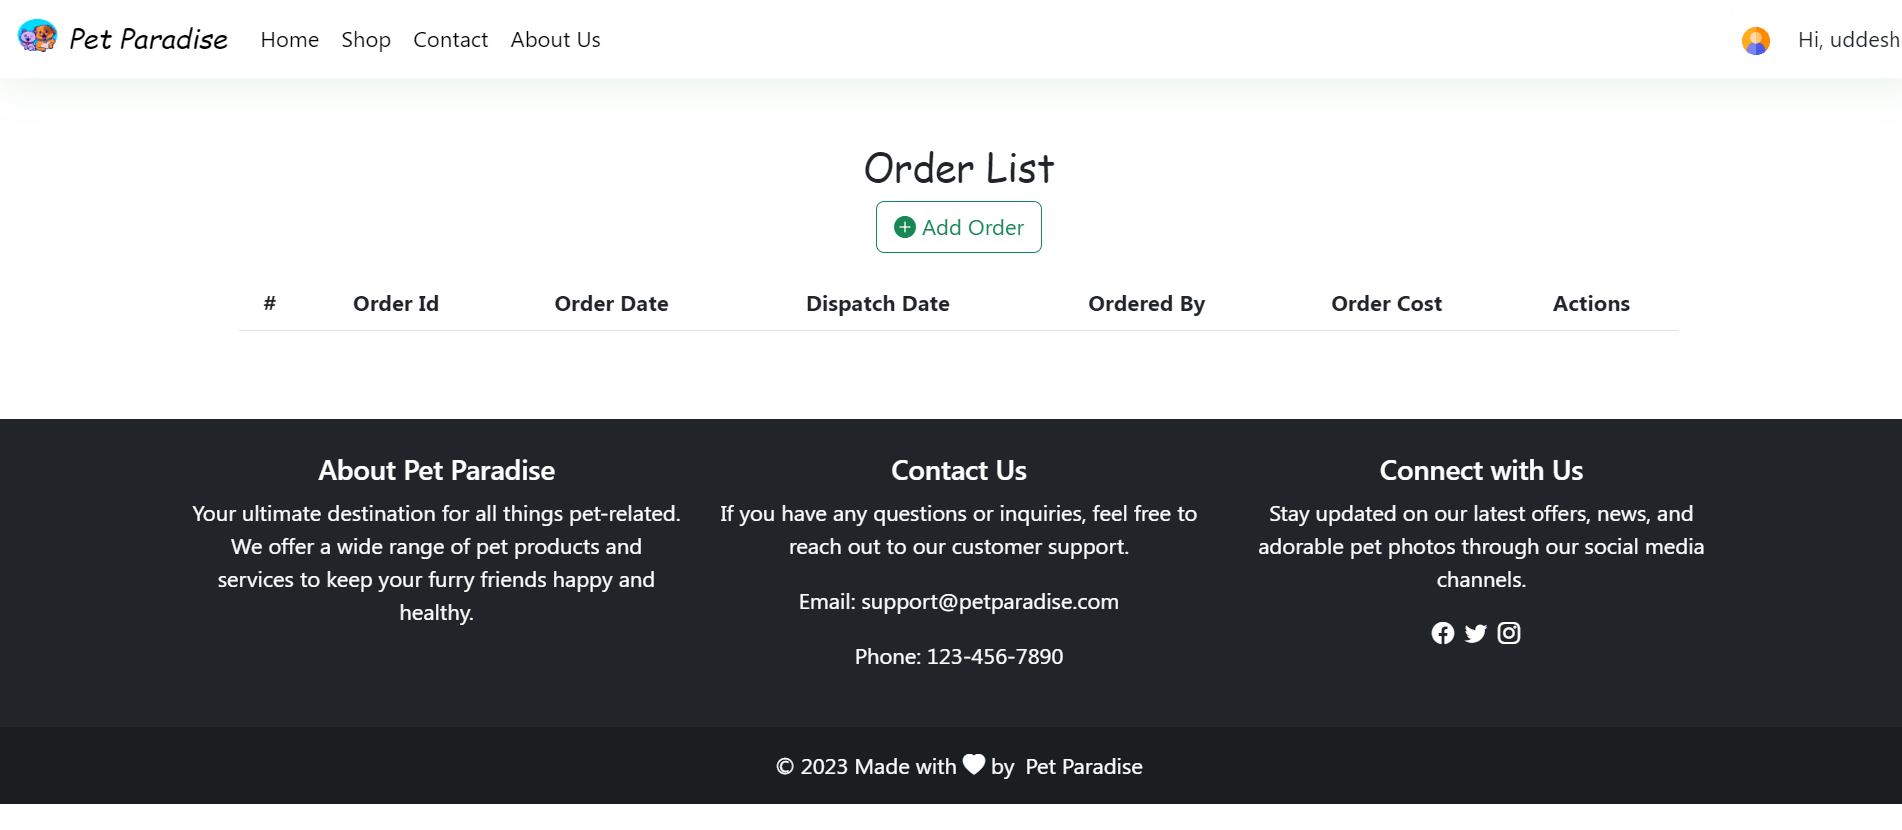 Pet Paradise Home Shop Contact About Us Hi, uddesh
Order List
Add Order
# Order Id Order Date Dispatch Date Ordered By Order Cost Actions
About Pet Paradise
Your ultimate destination for all things pet-related.
We offer a wide range of pet products and
services to keep your furry friends happy and
healthy.
Contact Us
If you have any questions or inquiries, feel free to
reach out to our customer support.
Email: support@petparadise.com
Phone: 123-456-7890
Connect with Us
Stay updated on our latest offers, news, and
adorable pet photos through our social media
channels.
© 2023 Made with by Pet Paradise